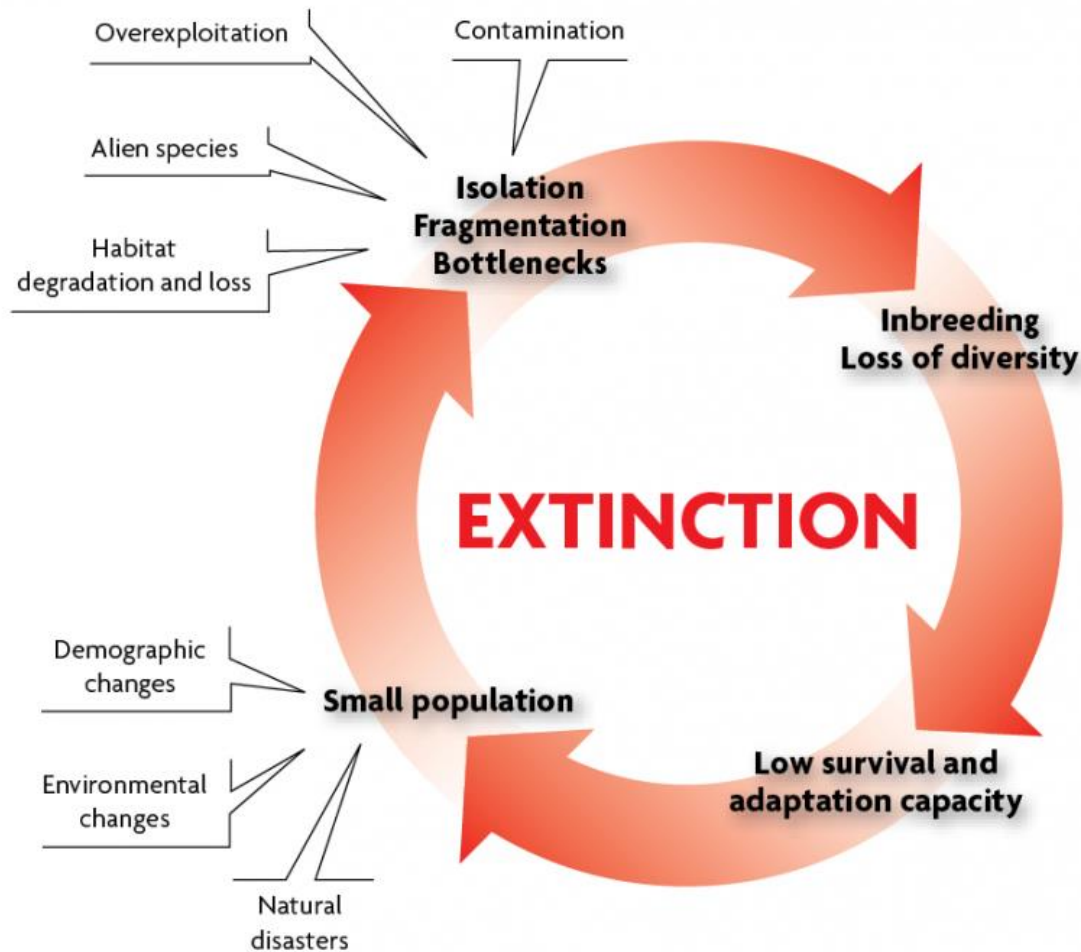 Overexploitation
Contamination
Alien species
Habitat
degradation and loss
Isolation
Fragmentation
Bottlenecks
Inbreeding
Loss of diversity
EXTINCTION
Demographic
changes
Small population
Low survival and
adaptation capacity
Environmental
changes
Natural
disasters